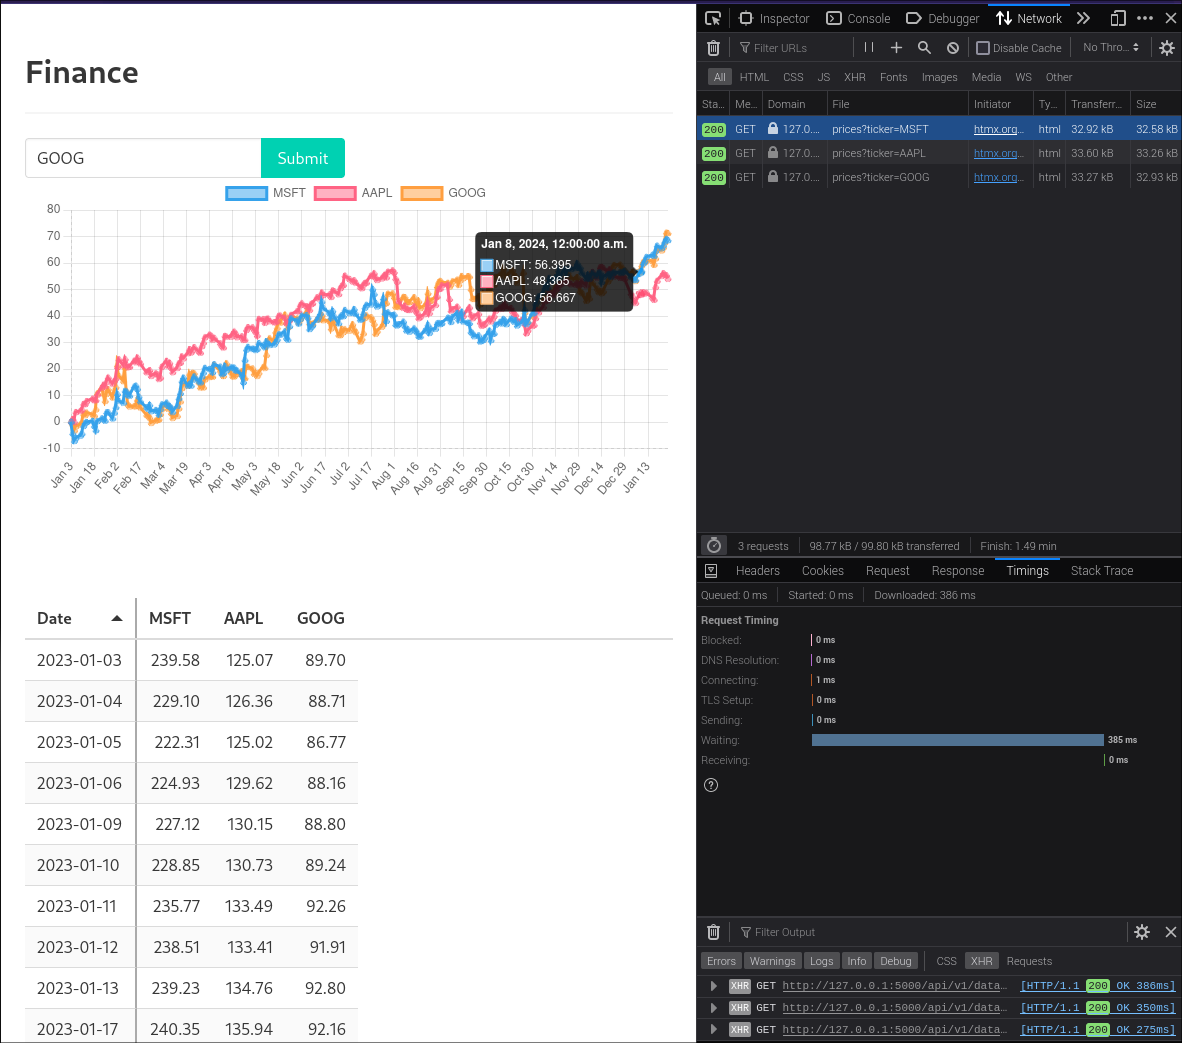 Finance
GOOG Submit
MSFT AAPL GOOG
80
70
60
50
40
30
20
10
0
-10
Jan 8, 2024, 12:00:00 a.m.
MSFT: 56.395
AAPL: 48.365
GOOG: 56.667
Jan 3 Jan 18 Feb 2 Feb 17 Mar 4 Mar 19 Apr 3 Apr 18 May 3 May 18 Jun 2 Jun 17 Jul 2 Jul 17 Aug 1 Aug 16 Aug 31 Sep 15 Sep 30 Oct 15 Oct 30 Nov 14 Nov 29 Dec 14 Dec 29 Jan 13
Date MSFT AAPL GOOG
2023-01-03 239.58 125.07 89.70
2023-01-04 229.10 126.36 88.71
2023-01-05 222.31 125.02 86.77
2023-01-06 224.93 129.62 88.16
2023-01-09 227.12 130.15 88.80
2023-01-10 228.85 130.73 89.24
2023-01-11 235.77 133.49 92.26
2023-01-12 238.51 133.41 91.91
2023-01-13 239.23 134.76 92.80
2023-01-17 240.35 135.94 92.16
Inspector Console Debugger Network
Filter URLs Disable Cache No Thro...
All HTML CSS JS XHR Fonts Images Media WS Other
Sta... Me... Domain File Initiator Ty... Transferr... Size
200 GET 127.0.... prices?ticker=MSFT htmx.org... html 32.92 kB 32.58 kB
200 GET 127.0.... prices?ticker=AAPL htmx.org... html 33.60 kB 33.26 kB
200 GET 127.0.... prices?ticker=GOOG htmx.org... html 33.27 kB 32.93 kB
3 requests 98.77 kB / 99.80 kB transferred Finish: 1.49 min
Headers Cookies Request Response Timings Stack Trace
Queued: 0 ms Started: 0 ms Downloaded: 386 ms
Request Timing
Blocked: 0 ms
DNS Resolution: 0 ms
Connecting: 1 ms
TLS Setup: 0 ms
Sending: 0 ms
Waiting: 385 ms
Receiving: 0 ms
Filter Output
Errors Warnings Logs Info Debug CSS XHR Requests
XHR GET http://127.0.0.1:5000/api/v1/data... [HTTP/1.1 200 OK 386ms]
XHR GET http://127.0.0.1:5000/api/v1/data... [HTTP/1.1 200 OK 350ms]
XHR GET http://127.0.0.1:5000/api/v1/data... [HTTP/1.1 200 OK 275ms]